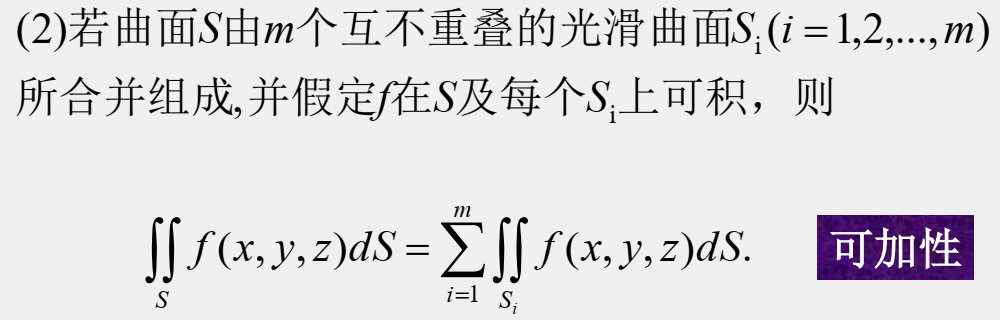 (2)若曲面S由m个互不重叠的光滑曲面Sᵢ(i = 1,2,...,m)
所合并组成,并假定f在S及每个Sᵢ上可积，则
∬_S f(x, y, z)dS = ∑_{i=1}^{m} ∬_{Sᵢ} f(x, y, z)dS. 可加性